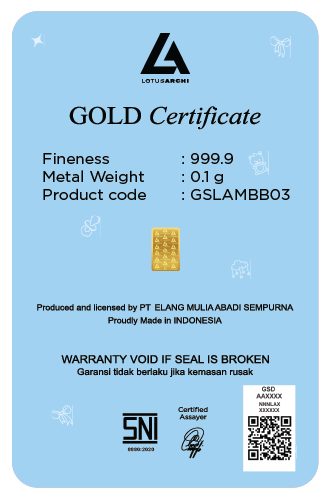 LOTUSARCHI
GOLD Certificate
Fineness : 999.9
Metal Weight : 0.1 g
Product code : GSLAMBB03
Produced and licensed by PT ELANG MULIA ABADI SEMPURNA
Proudly Made in INDONESIA
WARRANTY VOID IF SEAL IS BROKEN
Garansi tidak berlaku jika kemasan rusak
GSD
AAXXXX
NNNLAX
XXXXXX
Certified
Assayer
SNI
8880:2020